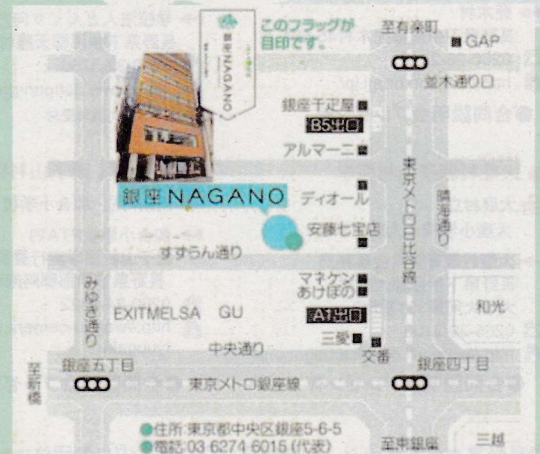 このフラッグが
目印です。
銀座NAGANO
至有楽町
GAP
並木通り口
銀座千疋屋
B5出口
アルマーニ
銀座 NAGANO
ディオール
安藤七宝店
東京メトロ日比谷線
晴海通り
すずらん通り
みゆき通り
マネケン
あけぼの
和光
EXITMELSA GU
A1出口
三愛
中央通り
交番
至新橋
銀座五丁目
銀座四丁目
東京メトロ銀座線
●住所:東京都中央区銀座5-6-5
●電話:03-6274-6015(代表)
至東銀座
三越